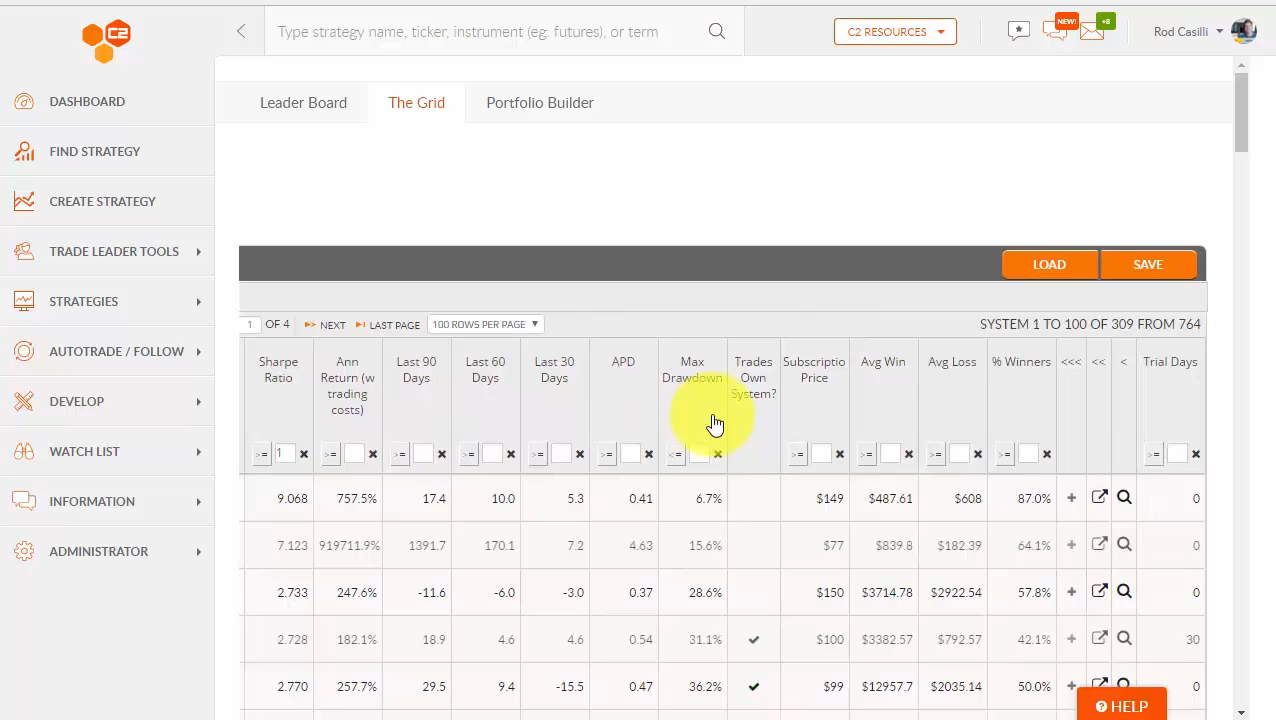 C2
Type strategy name, ticker, instrument (eg. futures), or term
C2 RESOURCES
NEW!
+8
Rod Casilli
DASHBOARD
FIND STRATEGY
CREATE STRATEGY
TRADE LEADER TOOLS
STRATEGIES
AUTOTRADE / FOLLOW
DEVELOP
WATCH LIST
INFORMATION
ADMINISTRATOR
Leader Board The Grid Portfolio Builder
LOAD SAVE
1 OF 4 NEXT LAST PAGE 100 ROWS PER PAGE SYSTEM 1 TO 100 OF 309 FROM 764
Sharpe Ann Last 90 Last 60 Last 30 APD Max Trades Subscriptio Avg Win Avg Loss % Winners <<< << < Trial Days
Ratio Return (w Days Days Days Drawdown Own Price
trading System?
costs)
>= 1 × >= × >= × >= × >= × >= × <= × >= × >= × >= × >= × >= ×
9.068 757.5% 17.4 10.0 5.3 0.41 6.7% $149 $487.61 $608 87.0% + 0
7.123 919711.9% 1391.7 170.1 7.2 4.63 15.6% $77 $839.8 $182.39 64.1% + 0
2.733 247.6% -11.6 -6.0 -3.0 0.37 28.6% $150 $3714.78 $2922.54 57.8% + 0
2.728 182.1% 18.9 4.6 4.6 0.54 31.1% ✓ $100 $3382.57 $792.57 42.1% + 30
2.770 257.7% 29.5 9.4 -15.5 0.47 36.2% ✓ $99 $12957.7 $2035.14 50.0% + 0
? HELP